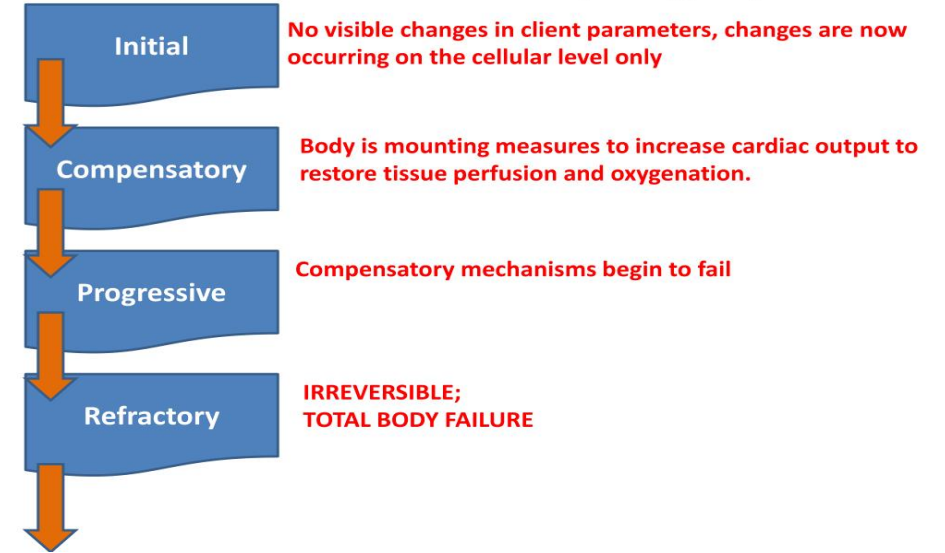 Initial
No visible changes in client parameters, changes are now
occurring on the cellular level only
Compensatory
Body is mounting measures to increase cardiac output to
restore tissue perfusion and oxygenation.
Progressive
Compensatory mechanisms begin to fail
Refractory
IRREVERSIBLE;
TOTAL BODY FAILURE